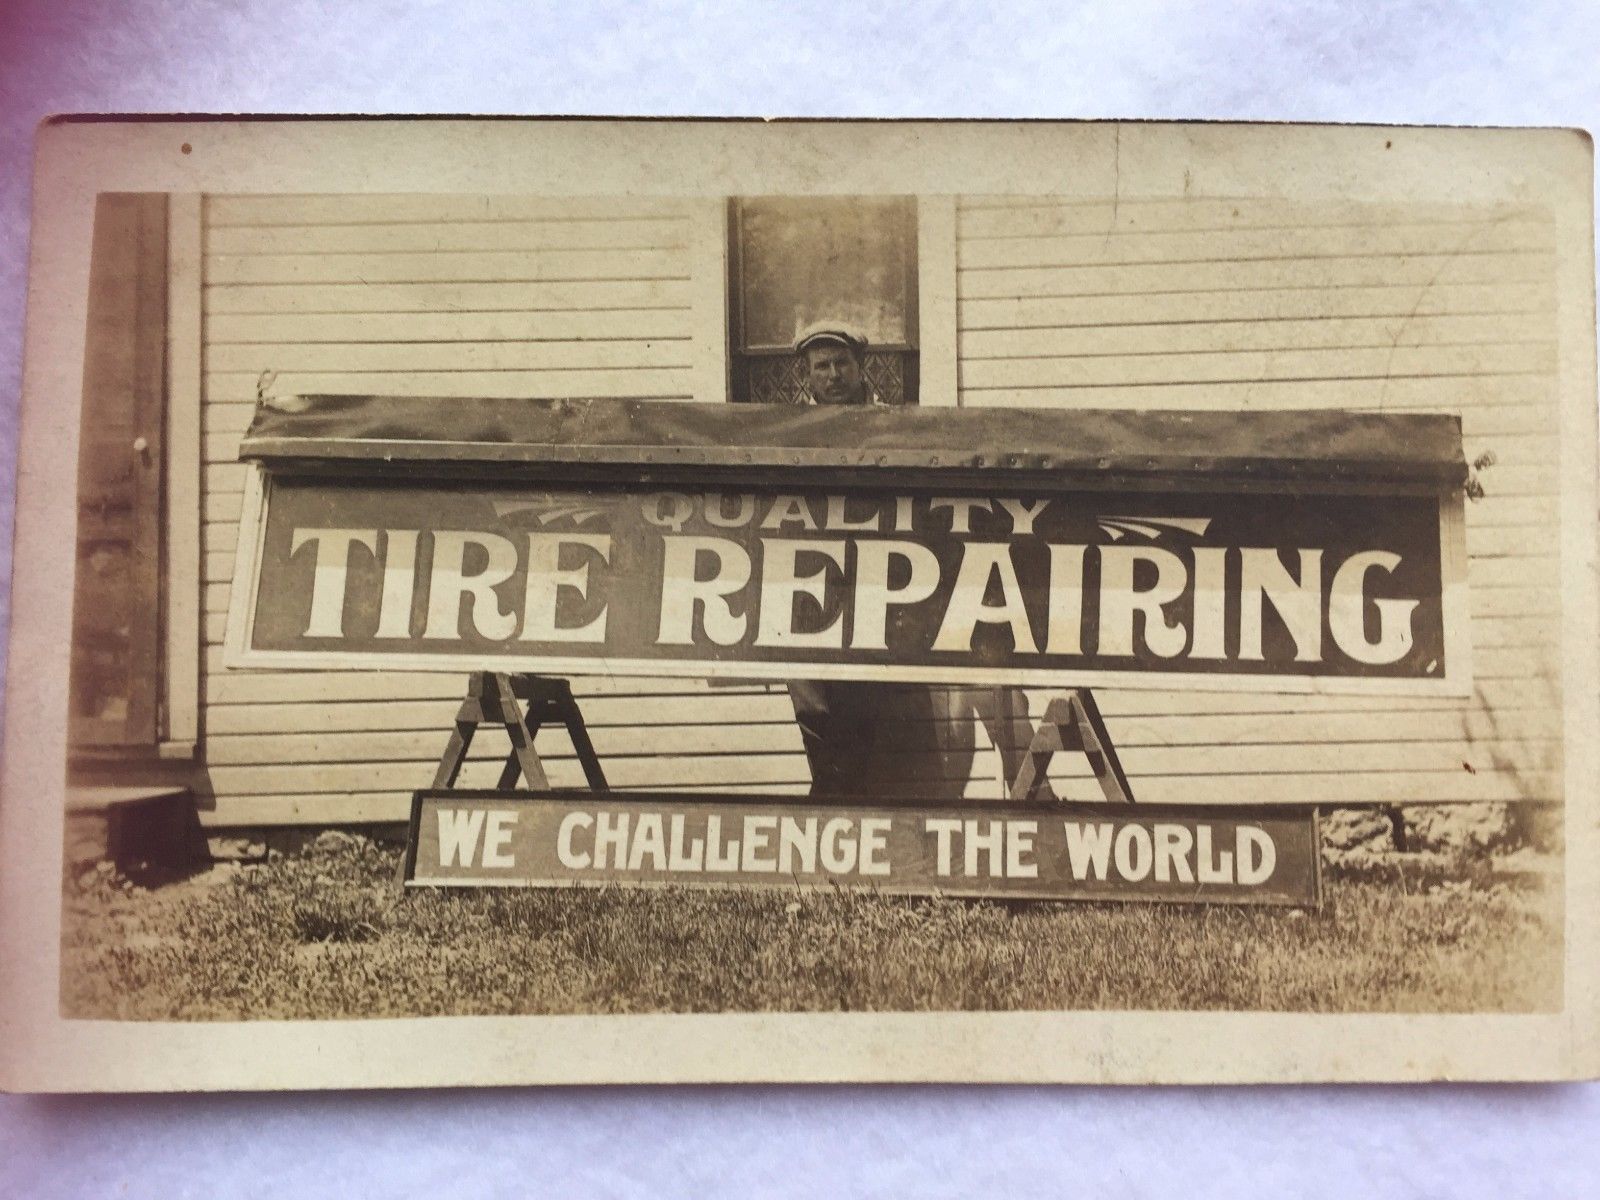 QUALITY
TIRE REPAIRING
WE CHALLENGE THE WORLD